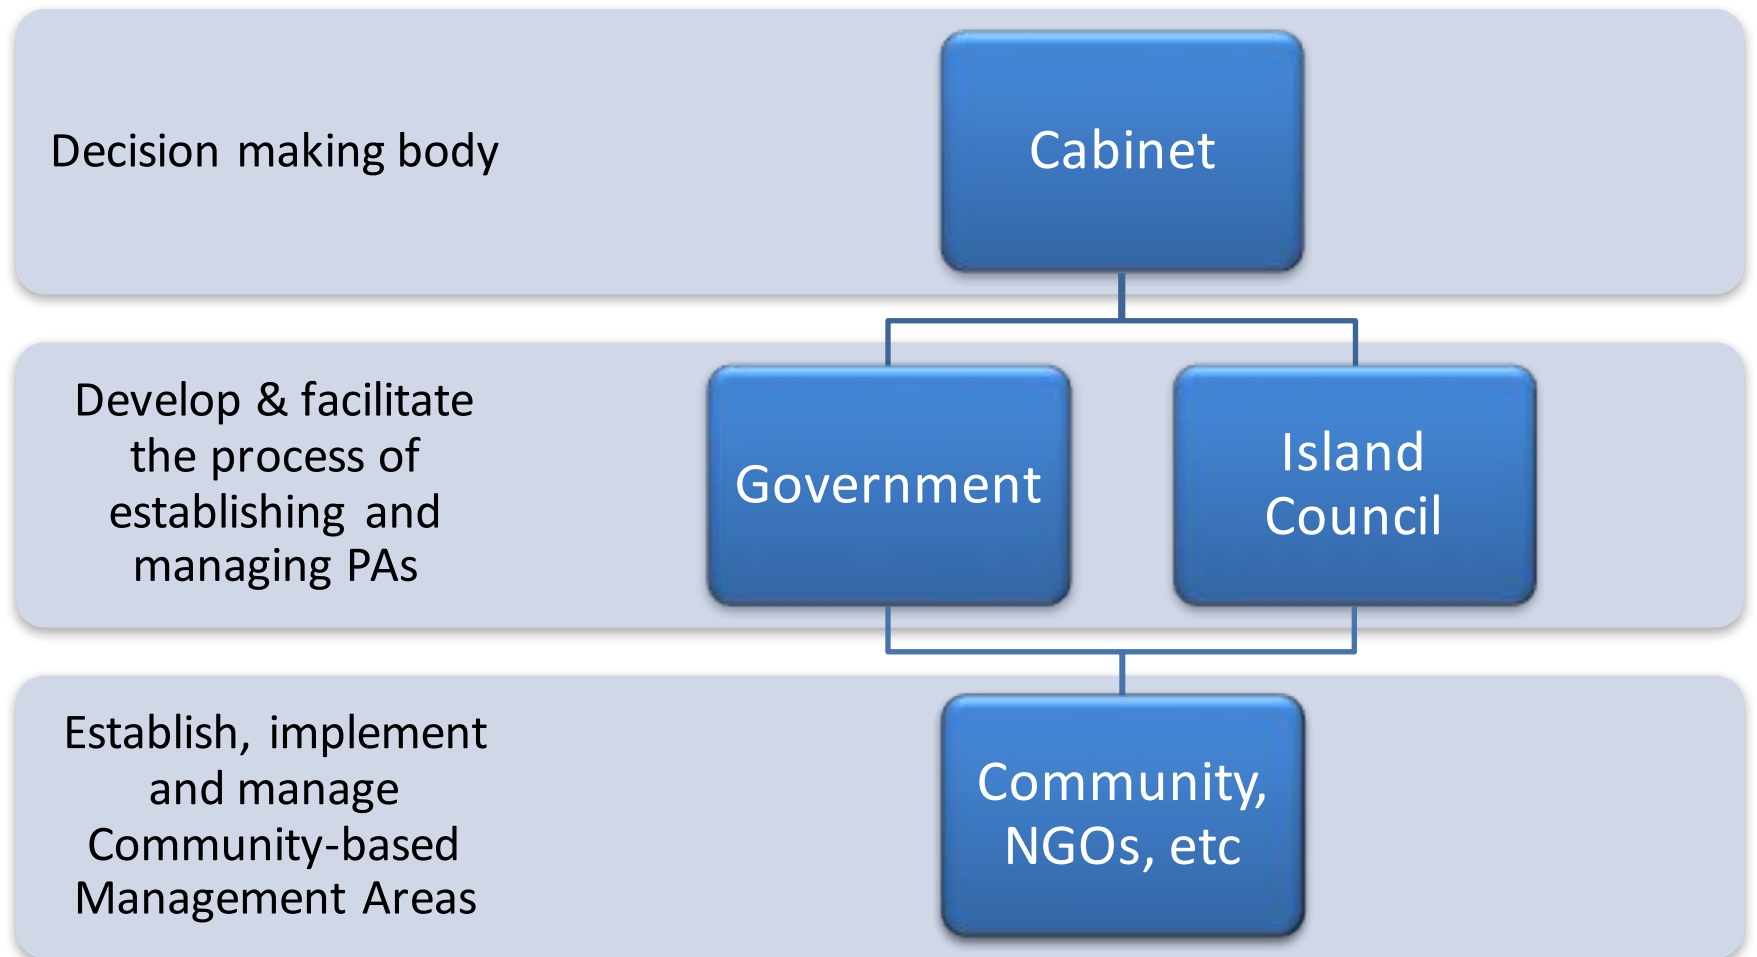 Decision making body
Cabinet
Develop & facilitate
the process of
establishing and
managing PAs
Government
Island
Council
Establish, implement
and manage
Community-based
Management Areas
Community,
NGOs, etc